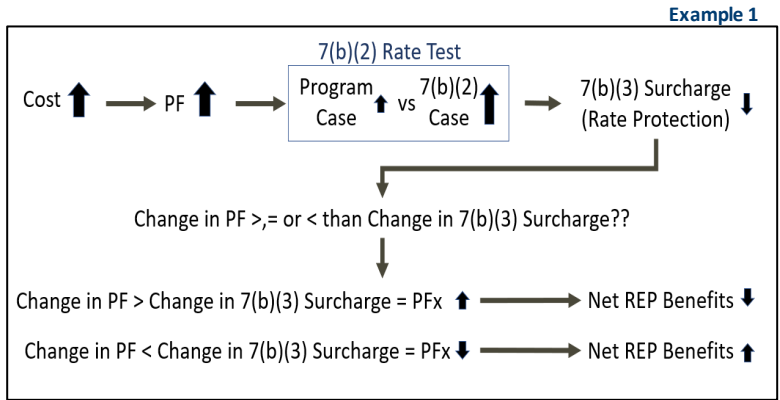 Example 1
7(b)(2) Rate Test
Cost
PF
Program
Case
vs
7(b)(2)
Case
7(b)(3) Surcharge
(Rate Protection)
Change in PF >,= or < than Change in 7(b)(3) Surcharge??
Change in PF > Change in 7(b)(3) Surcharge = PFx
Net REP Benefits
Change in PF < Change in 7(b)(3) Surcharge = PFx
Net REP Benefits